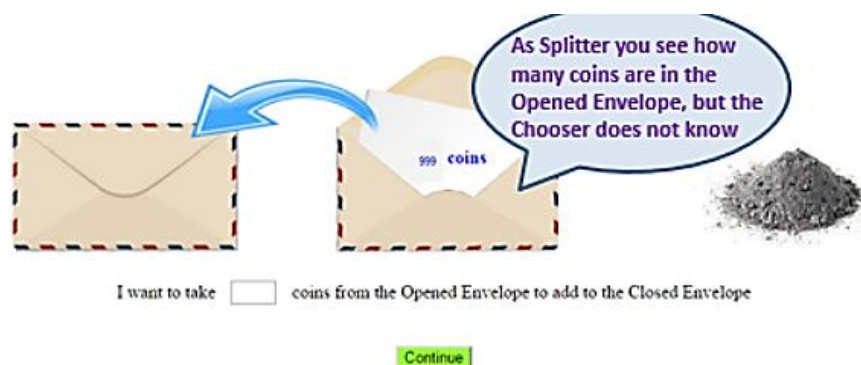 As Splitter you see how
many coins are in the
Opened Envelope, but the
Chooser does not know
999 coins
I want to take coins from the Opened Envelope to add to the Closed Envelope
Continue